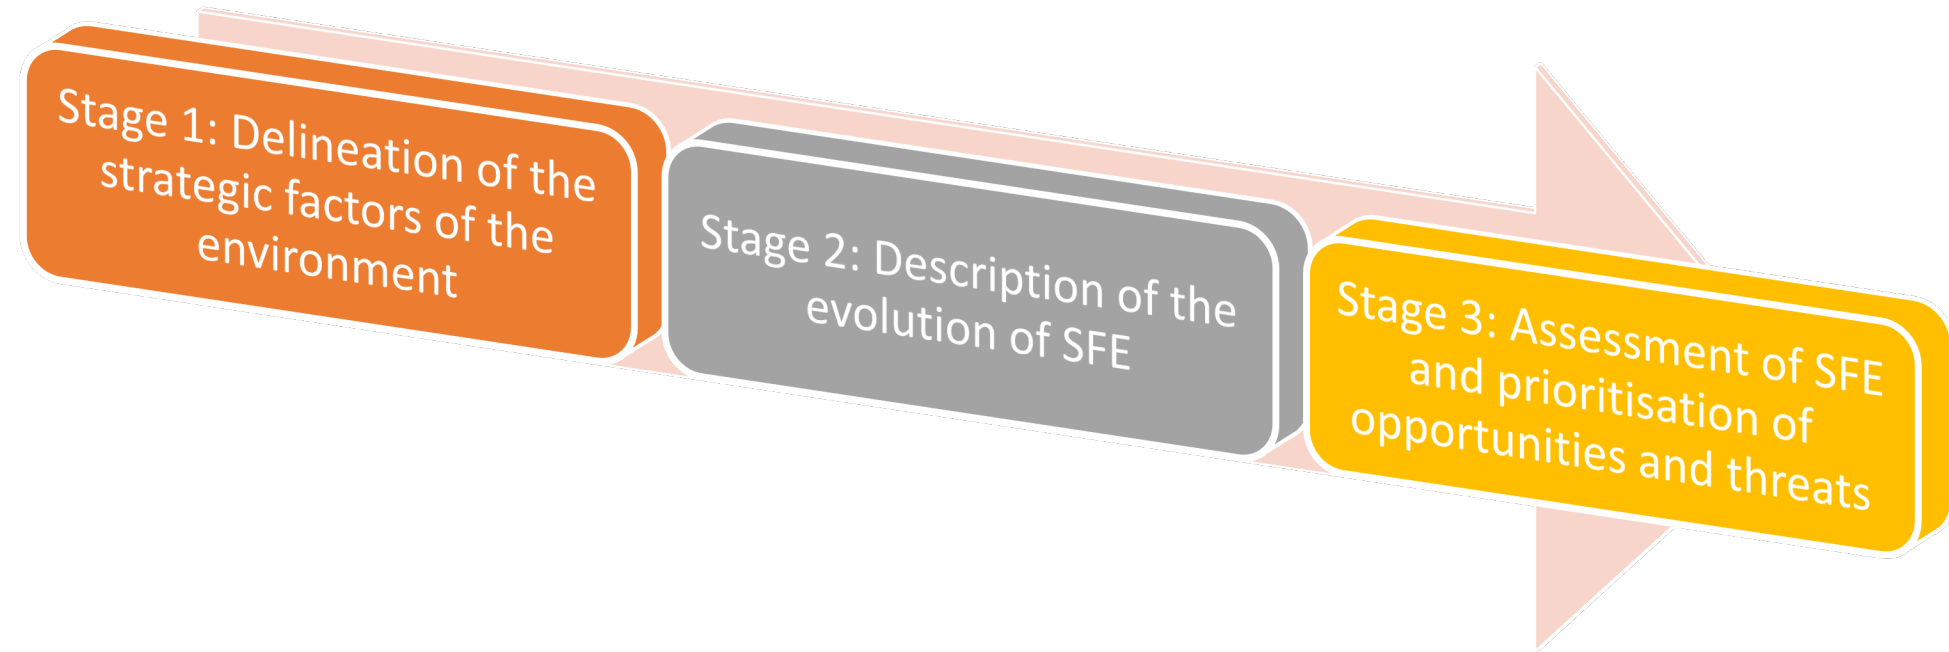 Stage 1: Delineation of the
strategic factors of the
environment
Stage 2: Description of the
evolution of SFE
Stage 3: Assessment of SFE
and prioritisation of
opportunities and threats